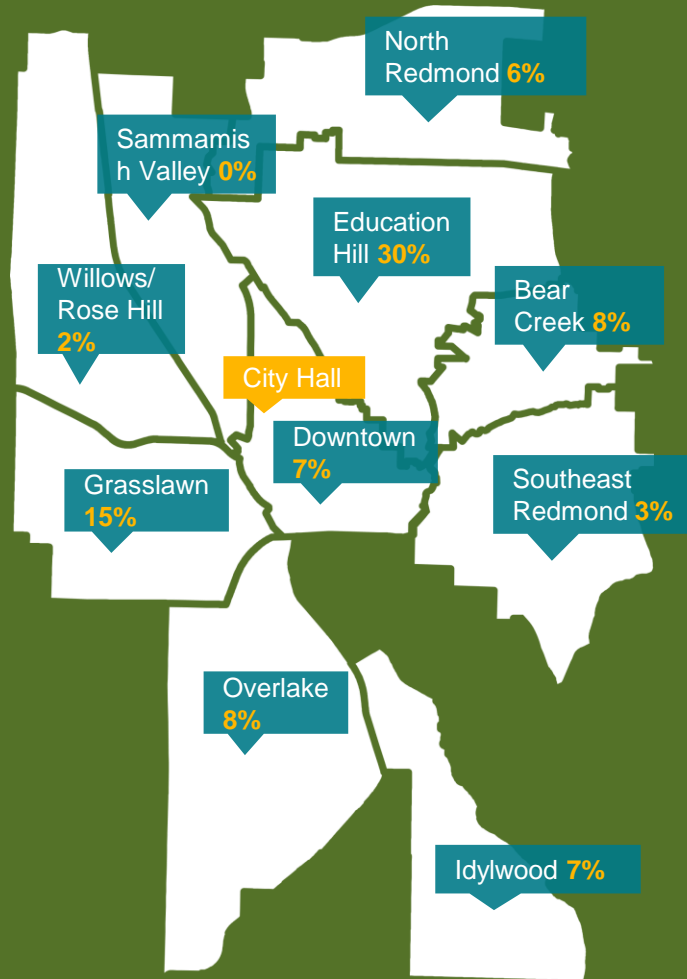 North
Redmond 6%
Sammamis
h Valley 0%
Education
Hill 30%
Willows/
Rose Hill
2%
Bear
Creek 8%
City Hall
Downtown
7%
Grasslawn
15%
Southeast
Redmond 3%
Overlake
8%
Idylwood 7%